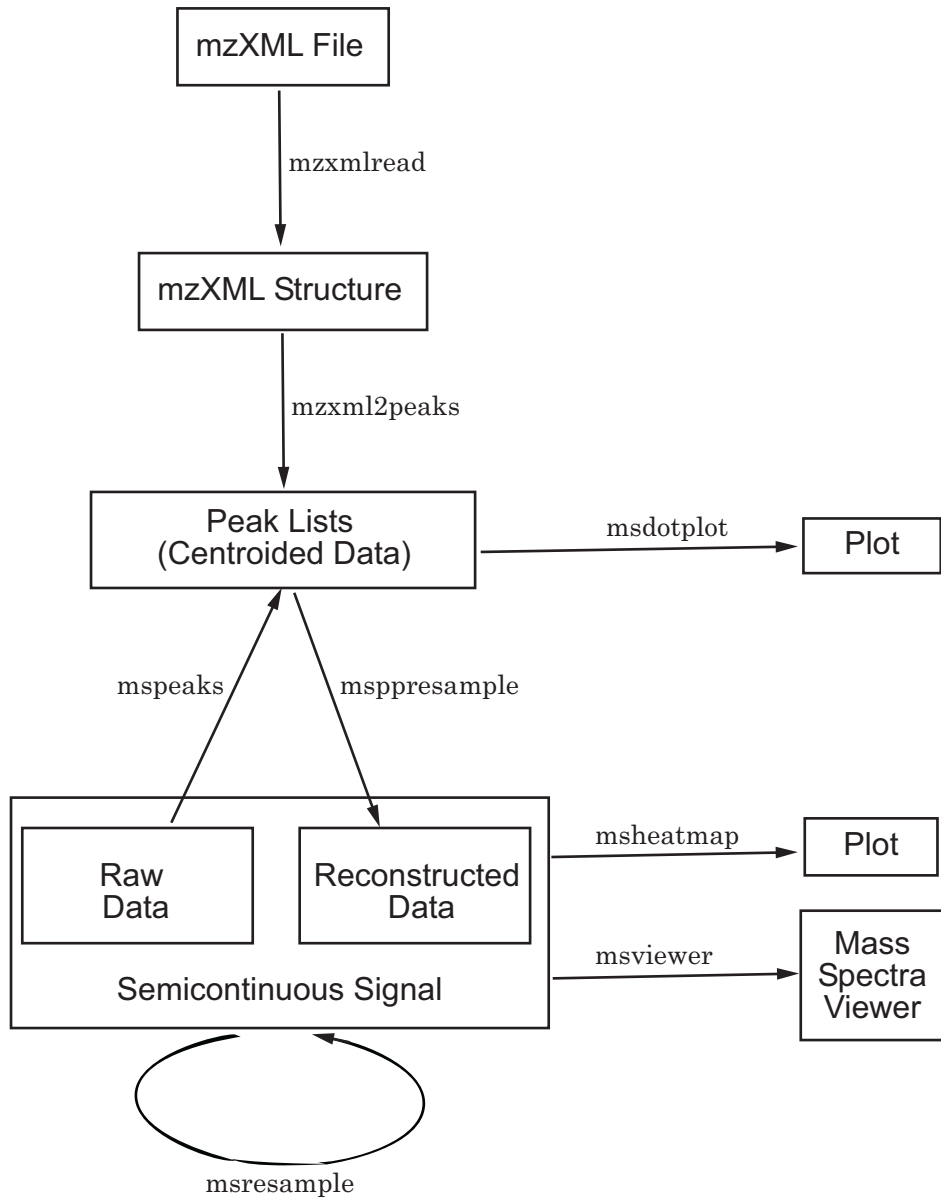 mzXML File
mzxmlread
mzXML Structure
mzxml2peaks
Peak Lists
(Centroided Data)
msdotplot
Plot
mspeaks
msppresample
Raw
Data
Reconstructed
Data
Semicontinuous Signal
msheatmap
Plot
msviewer
Mass
Spectra
Viewer
msresample